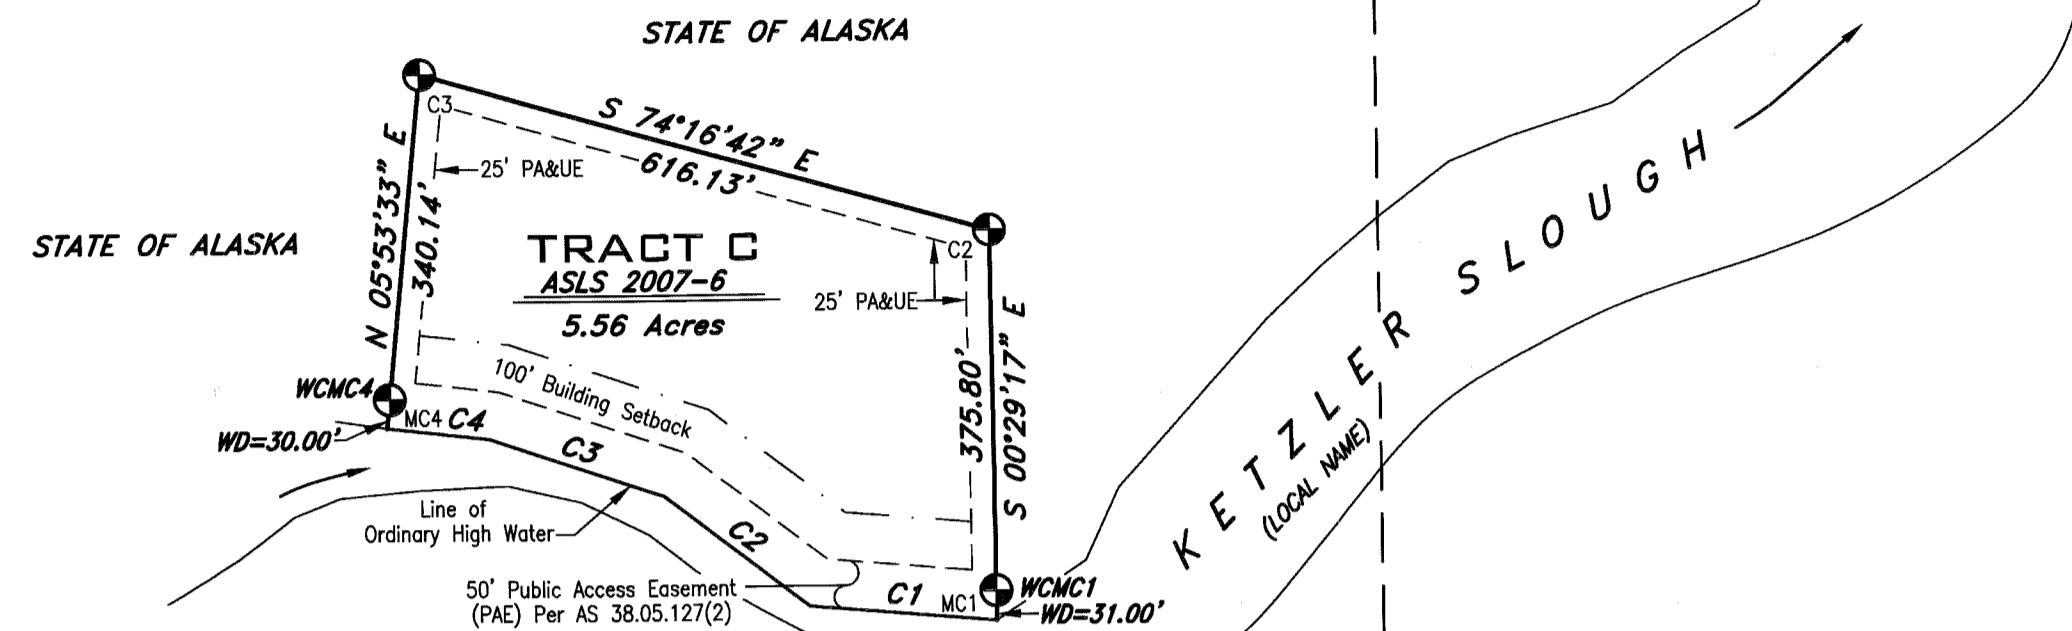 STATE OF ALASKA
C3
S 74°16'42" E
616.13'
25' PA&UE
N 05°53'33" E
340.14'
STATE OF ALASKA
TRACT C
ASLS 2007-6
5.56 Acres
C2
25' PA&UE
375.80'
S 00°29'17" E
100' Building Setback
WCMC4
MC4
C4
WD=30.00'
C3
Line of
Ordinary High Water
C2
50' Public Access Easement
(PAE) Per AS 38.05.127(2)
C1
MC1
WCMC1
WD=31.00'
KETZLER SLOUGH
(LOCAL NAME)